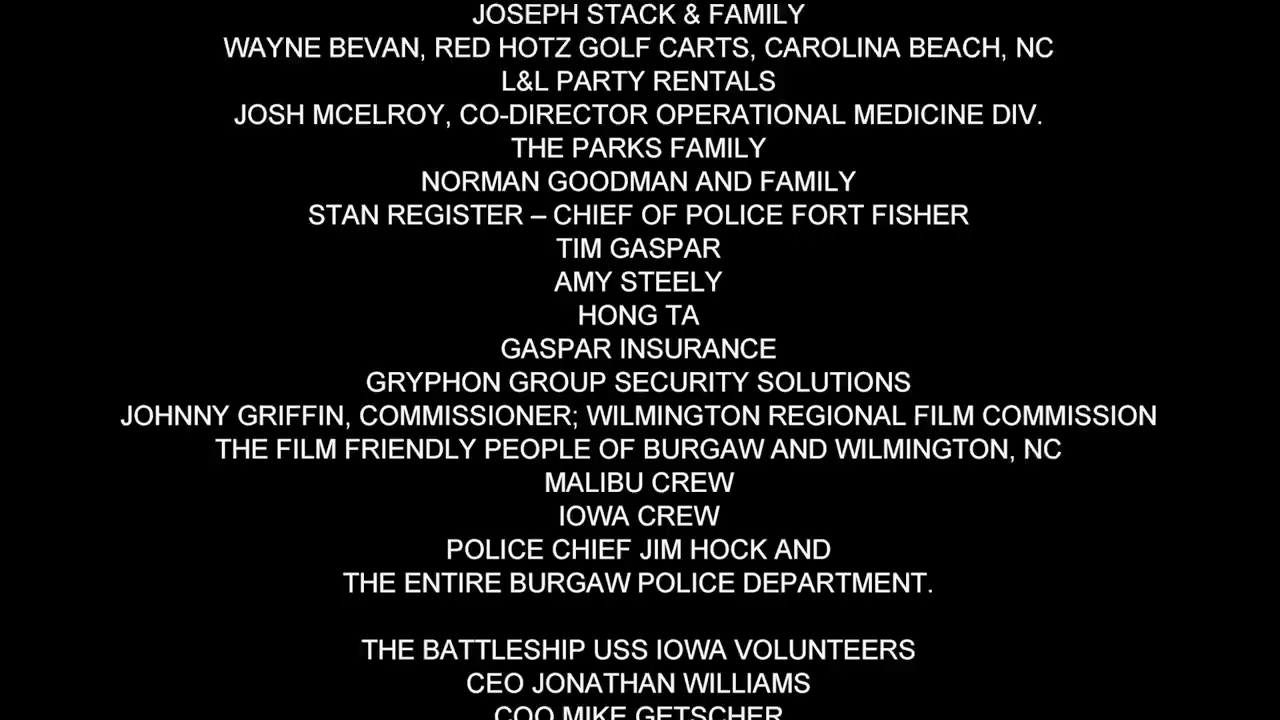 JOSEPH STACK & FAMILY
WAYNE BEVAN, RED HOTZ GOLF CARTS, CAROLINA BEACH, NC
L&L PARTY RENTALS
JOSH MCELROY, CO-DIRECTOR OPERATIONAL MEDICINE DIV.
THE PARKS FAMILY
NORMAN GOODMAN AND FAMILY
STAN REGISTER – CHIEF OF POLICE FORT FISHER
TIM GASPAR
AMY STEELY
HONG TA
GASPAR INSURANCE
GRYPHON GROUP SECURITY SOLUTIONS
JOHNNY GRIFFIN, COMMISSIONER; WILMINGTON REGIONAL FILM COMMISSION
THE FILM FRIENDLY PEOPLE OF BURGAW AND WILMINGTON, NC
MALIBU CREW
IOWA CREW
POLICE CHIEF JIM HOCK AND
THE ENTIRE BURGAW POLICE DEPARTMENT.
THE BATTLESHIP USS IOWA VOLUNTEERS
CEO JONATHAN WILLIAMS
COO MIKE GETSCHER